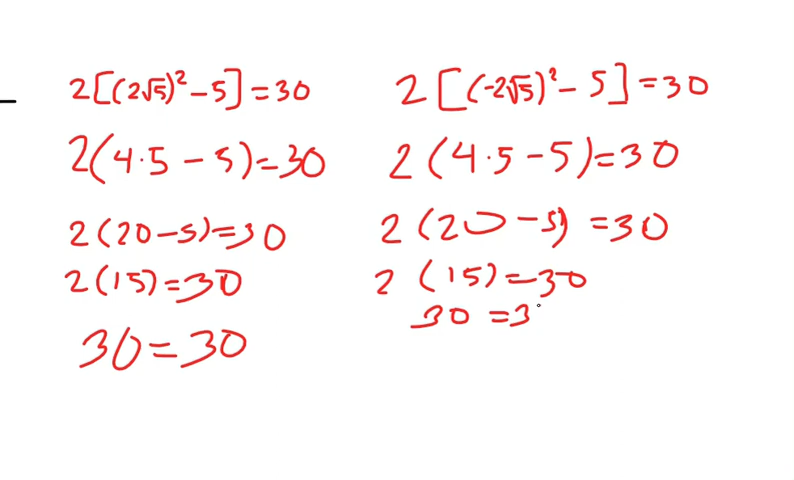 2[(2√5)² - 5] = 30
2(4·5 - 5) = 30
2(20 - 5) = 30
2(15) = 30
30 = 30
2[(-2√5)² - 5] = 30
2(4·5 - 5) = 30
2(20 - 5) = 30
2(15) = 30
30 = 3